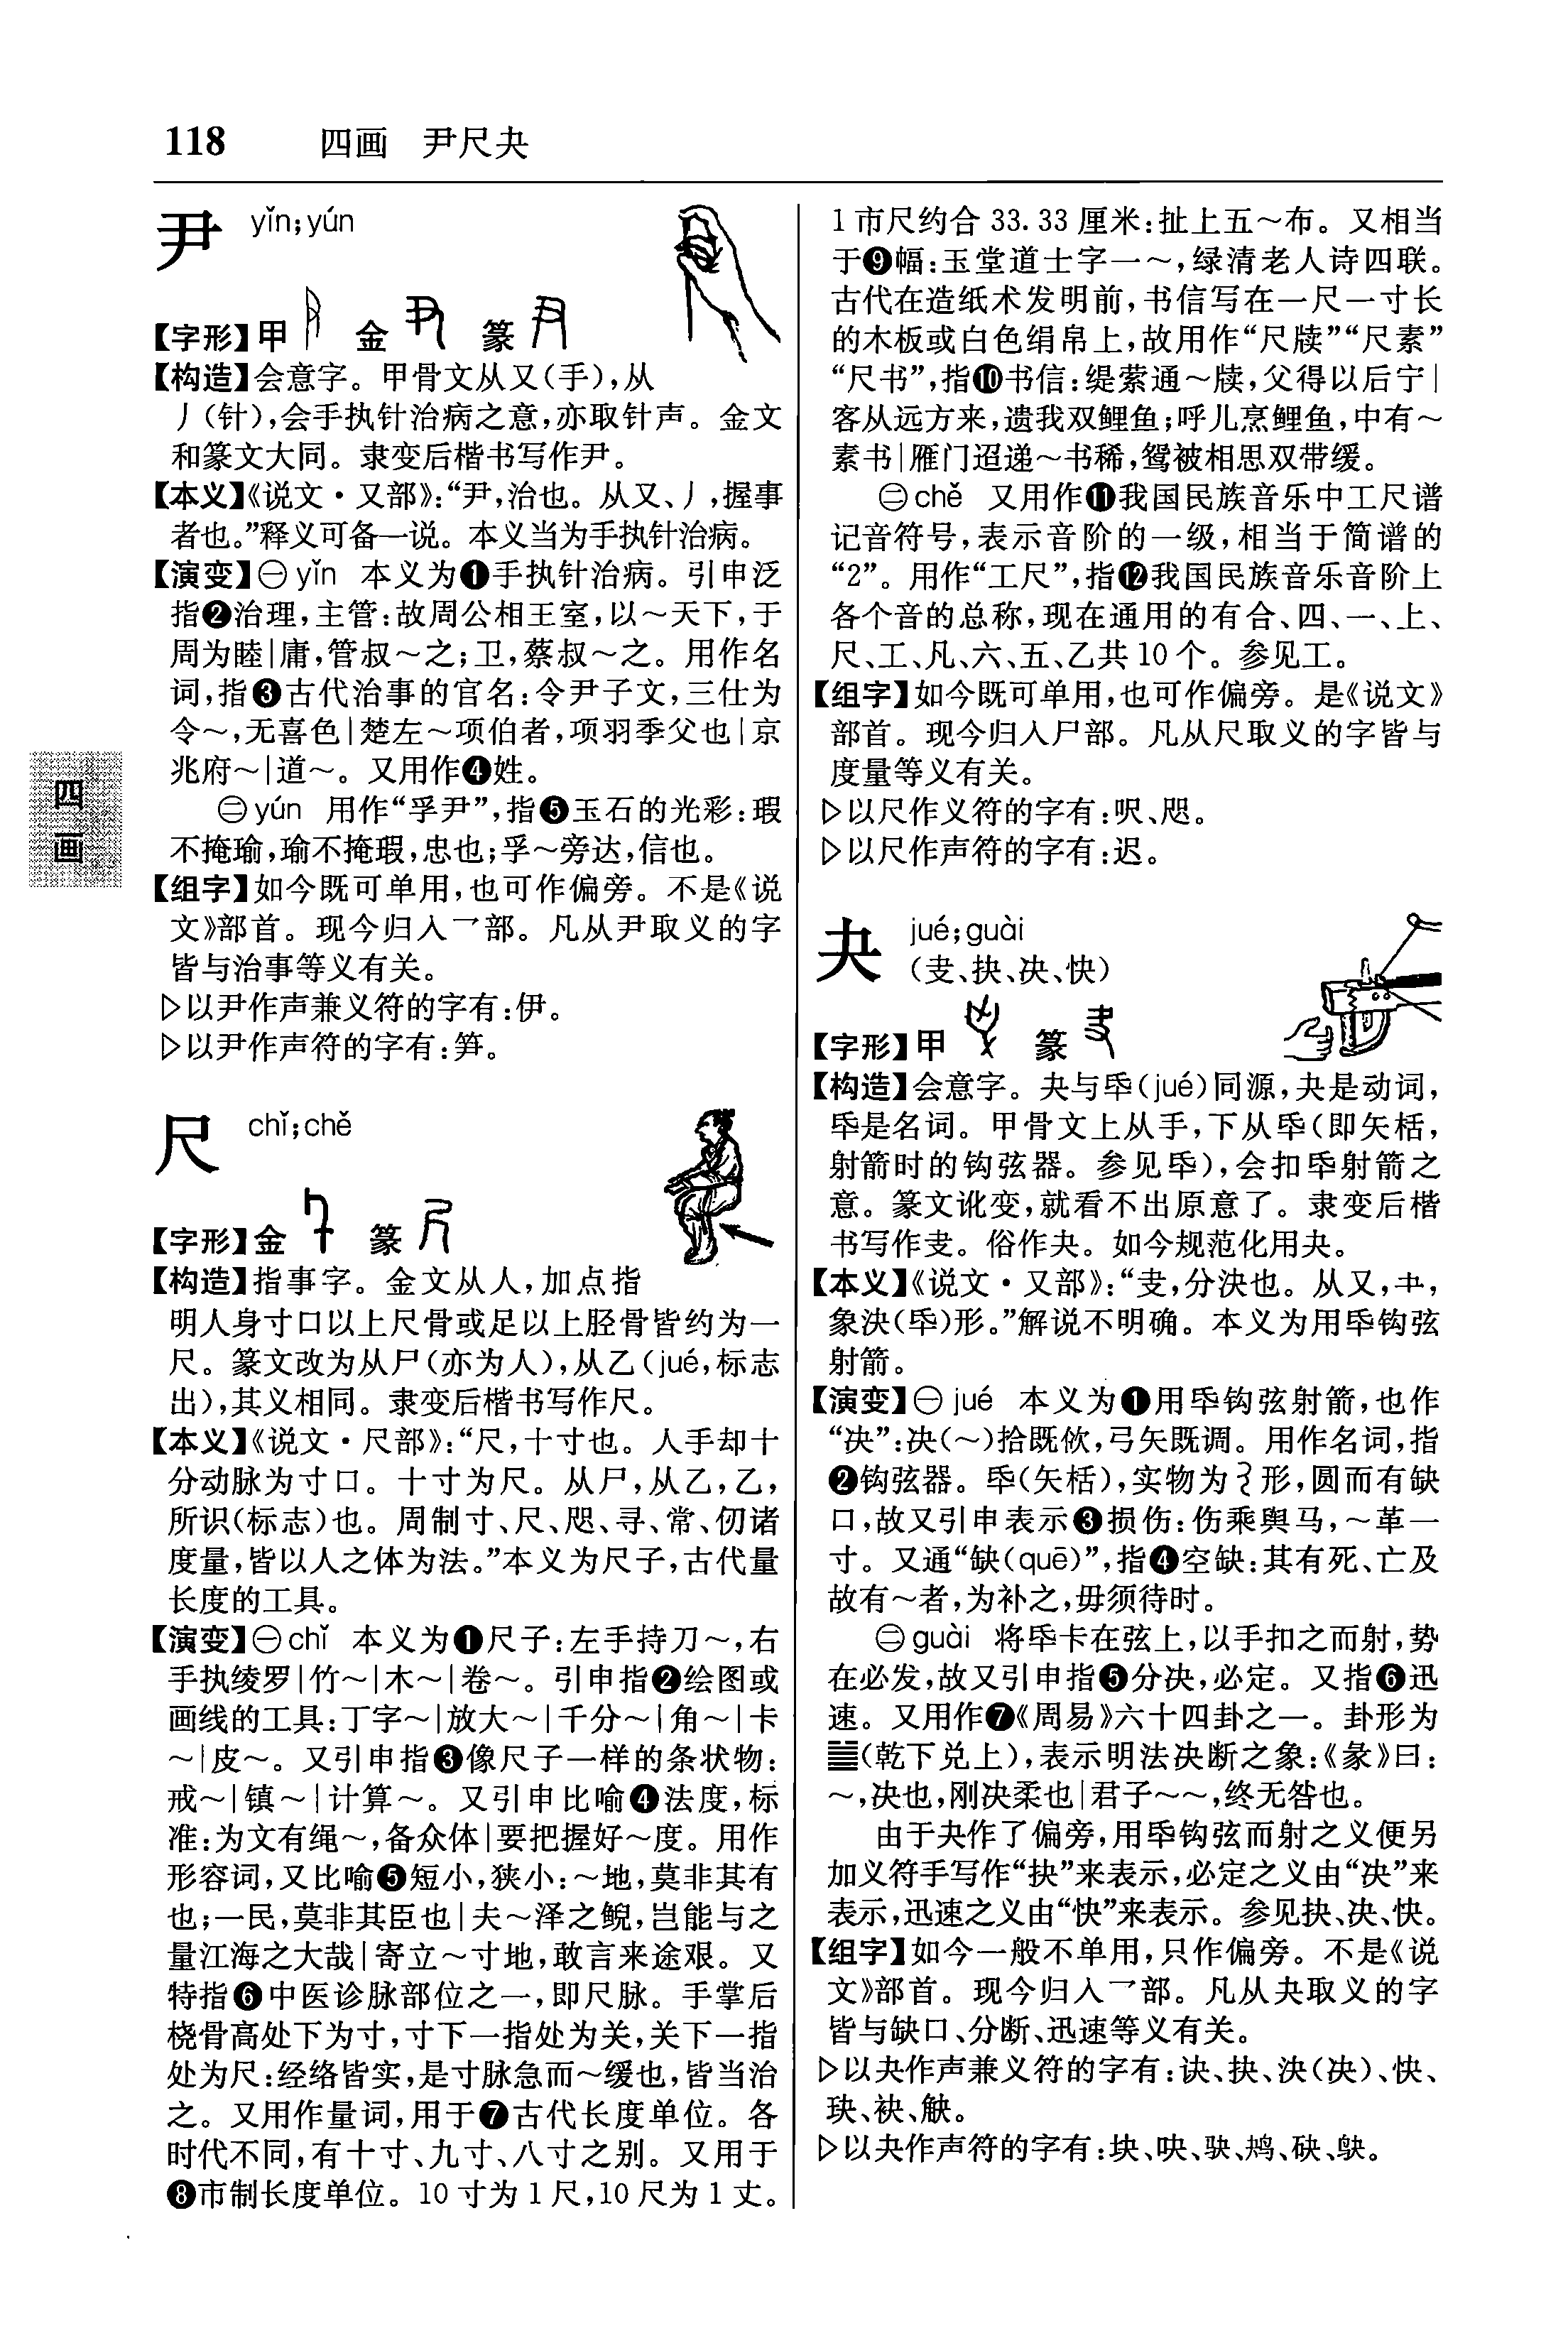 118 四画 尹尺夬
尹 yǐn;yún
【字形】甲 金 篆
【构造】会意字。甲骨文从又(手),从
丿(针),会手执针治病之意,亦取针声。金文
和篆文大同。隶变后楷书写作尹。
【本义】《说文·又部》:“尹,治也。从又、丿,握事
者也。”释义可备一说。本义当为手执针治病。
【演变】㊀yǐn 本义为❶手执针治病。引申泛
指❷治理,主管:故周公相王室,以~天下,于
周为睦|庸,管叔~之;卫,蔡叔~之。用作名
词,指❸古代治事的官名:令尹子文,三仕为
令~,无喜色|楚左~项伯者,项羽季父也|京
兆府~|道~。又用作❹姓。
㊁yún 用作“孚尹”,指❺玉石的光彩:瑕
不掩瑜,瑜不掩瑕,忠也;孚~旁达,信也。
【组字】如今既可单用,也可作偏旁。不是《说
文》部首。现今归入乛部。凡从尹取义的字
皆与治事等义有关。
▷以尹作声兼义符的字有:伊。
▷以尹作声符的字有:笋。
尺 chǐ;chě
【字形】金 篆
【构造】指事字。金文从人,加点指
明人身寸口以上尺骨或足以上胫骨皆约为一
尺。篆文改为从尸(亦为人),从乙(jué,标志
出),其义相同。隶变后楷书写作尺。
【本义】《说文·尺部》:“尺,十寸也。人手却十
分动脉为寸口。十寸为尺。从尸,从乙,乙,
所识(标志)也。周制寸、尺、咫、寻、常、仞诸
度量,皆以人之体为法。”本义为尺子,古代量
长度的工具。
【演变】㊀chǐ 本义为❶尺子:左手持刀~,右
手执绫罗|竹~|木~|卷~。引申指❷绘图或
画线的工具:丁字~|放大~|千分~|角~|卡
~|皮~。又引申指❸像尺子一样的条状物:
戒~|镇~|计算~。又引申比喻❹法度,标
准:为文有绳~,备众体|要把握好~度。用作
形容词,又比喻❺短小,狭小:~地,莫非其有
也;一民,莫非其臣也|夫~泽之鲵,岂能与之
量江海之大哉|寄立~寸地,敢言来途艰。又
特指❻中医诊脉部位之一,即尺脉。手掌后
桡骨高处下为寸,寸下一指处为关,关下一指
处为尺:经络皆实,是寸脉急而~缓也,皆当治
之。又用作量词,用于❼古代长度单位。各
时代不同,有十寸、九寸、八寸之别。又用于
❽市制长度单位。10寸为1尺,10尺为1丈。
1市尺约合33.33厘米:扯上五~布。又相当
于❾幅:玉堂道士字一~,绿清老人诗四联。
古代在造纸术发明前,书信写在一尺一寸长
的木板或白色绢帛上,故用作“尺牍”“尺素”
“尺书”,指❿书信:缇萦通~牍,父得以后宁|
客从远方来,遗我双鲤鱼;呼儿烹鲤鱼,中有~
素书|雁门迢递~书稀,鸳被相思双带缓。
㊁chě 又用作⓫我国民族音乐中工尺谱
记音符号,表示音阶的一级,相当于简谱的
“2”。用作“工尺”,指⓬我国民族音乐音阶上
各个音的总称,现在通用的有合、四、一、上、
尺、工、凡、六、五、乙共10个。参见工。
【组字】如今既可单用,也可作偏旁。是《说文》
部首。现今归入尸部。凡从尺取义的字皆与
度量等义有关。
▷以尺作义符的字有:呎、咫。
▷以尺作声符的字有:迟。
夬 jué;guài
(叏、抉、决、快)
【字形】甲 篆
【构造】会意字。夬与氒(jué)同源,夬是动词,
氒是名词。甲骨文上从手,下从氒(即矢栝,
射箭时的钩弦器。参见氒),会扣氒射箭之
意。篆文讹变,就看不出原意了。隶变后楷
书写作叏。俗作夬。如今规范化用夬。
【本义】《说文·又部》:“叏,分決也。从又,⺻,
象決(氒)形。”解说不明确。本义为用氒钩弦
射箭。
【演变】㊀jué 本义为❶用氒钩弦射箭,也作
“决”:决(~)拾既佽,弓矢既调。用作名词,指
❷钩弦器。氒(矢栝),实物为形,圆而有缺
口,故又引申表示❸损伤:伤乘舆马,~革一
寸。又通“缺(quē)”,指❹空缺:其有死、亡及
故有~者,为补之,毋须待时。
㊁guài 将氒卡在弦上,以手扣之而射,势
在必发,故又引申指❺分决,必定。又指❻迅
速。又用作❼《周易》六十四卦之一。卦形为
䷪(乾下兑上),表示明法决断之象:《彖》曰:
~,决也,刚决柔也|君子~~,终无咎也。
由于夬作了偏旁,用氒钩弦而射之义便另
加义符手写作“抉”来表示,必定之义由“决”来
表示,迅速之义由“快”来表示。参见抉、决、快。
【组字】如今一般不单用,只作偏旁。不是《说
文》部首。现今归入乛部。凡从夬取义的字
皆与缺口、分断、迅速等义有关。
▷以夬作声兼义符的字有:诀、抉、決(决)、快、
玦、袂、觖。
▷以夬作声符的字有:块、吷、𫘝、鴂、砄、缺。
四画